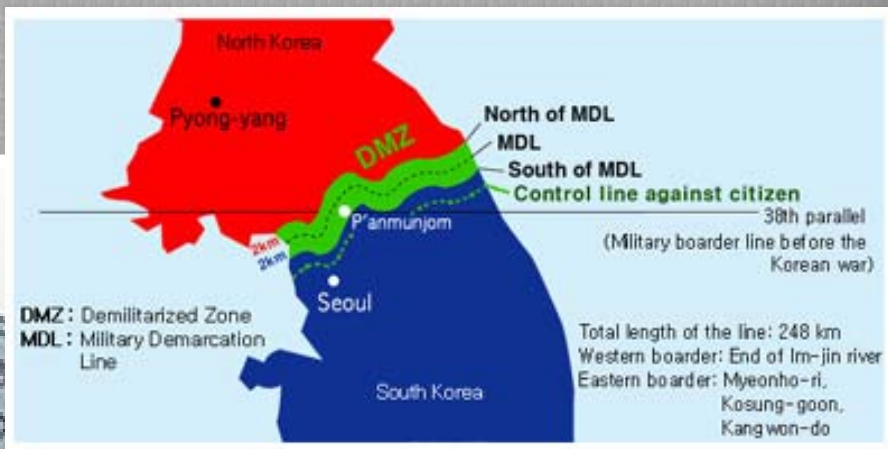 North Korea
Pyong-yang
DMZ
North of MDL
MDL
South of MDL
Control line against citizen
38th parallel
(Military boarder line before the
Korean war)
P'anmunjom
2km
2km
Seoul
DMZ: Demilitarized Zone
MDL: Military Demarcation
Line
South Korea
Total length of the line: 248 km
Western boarder: End of Im-jin river
Eastern boarder: Myeonho-ri,
Kosung-goon,
Kangwon-do